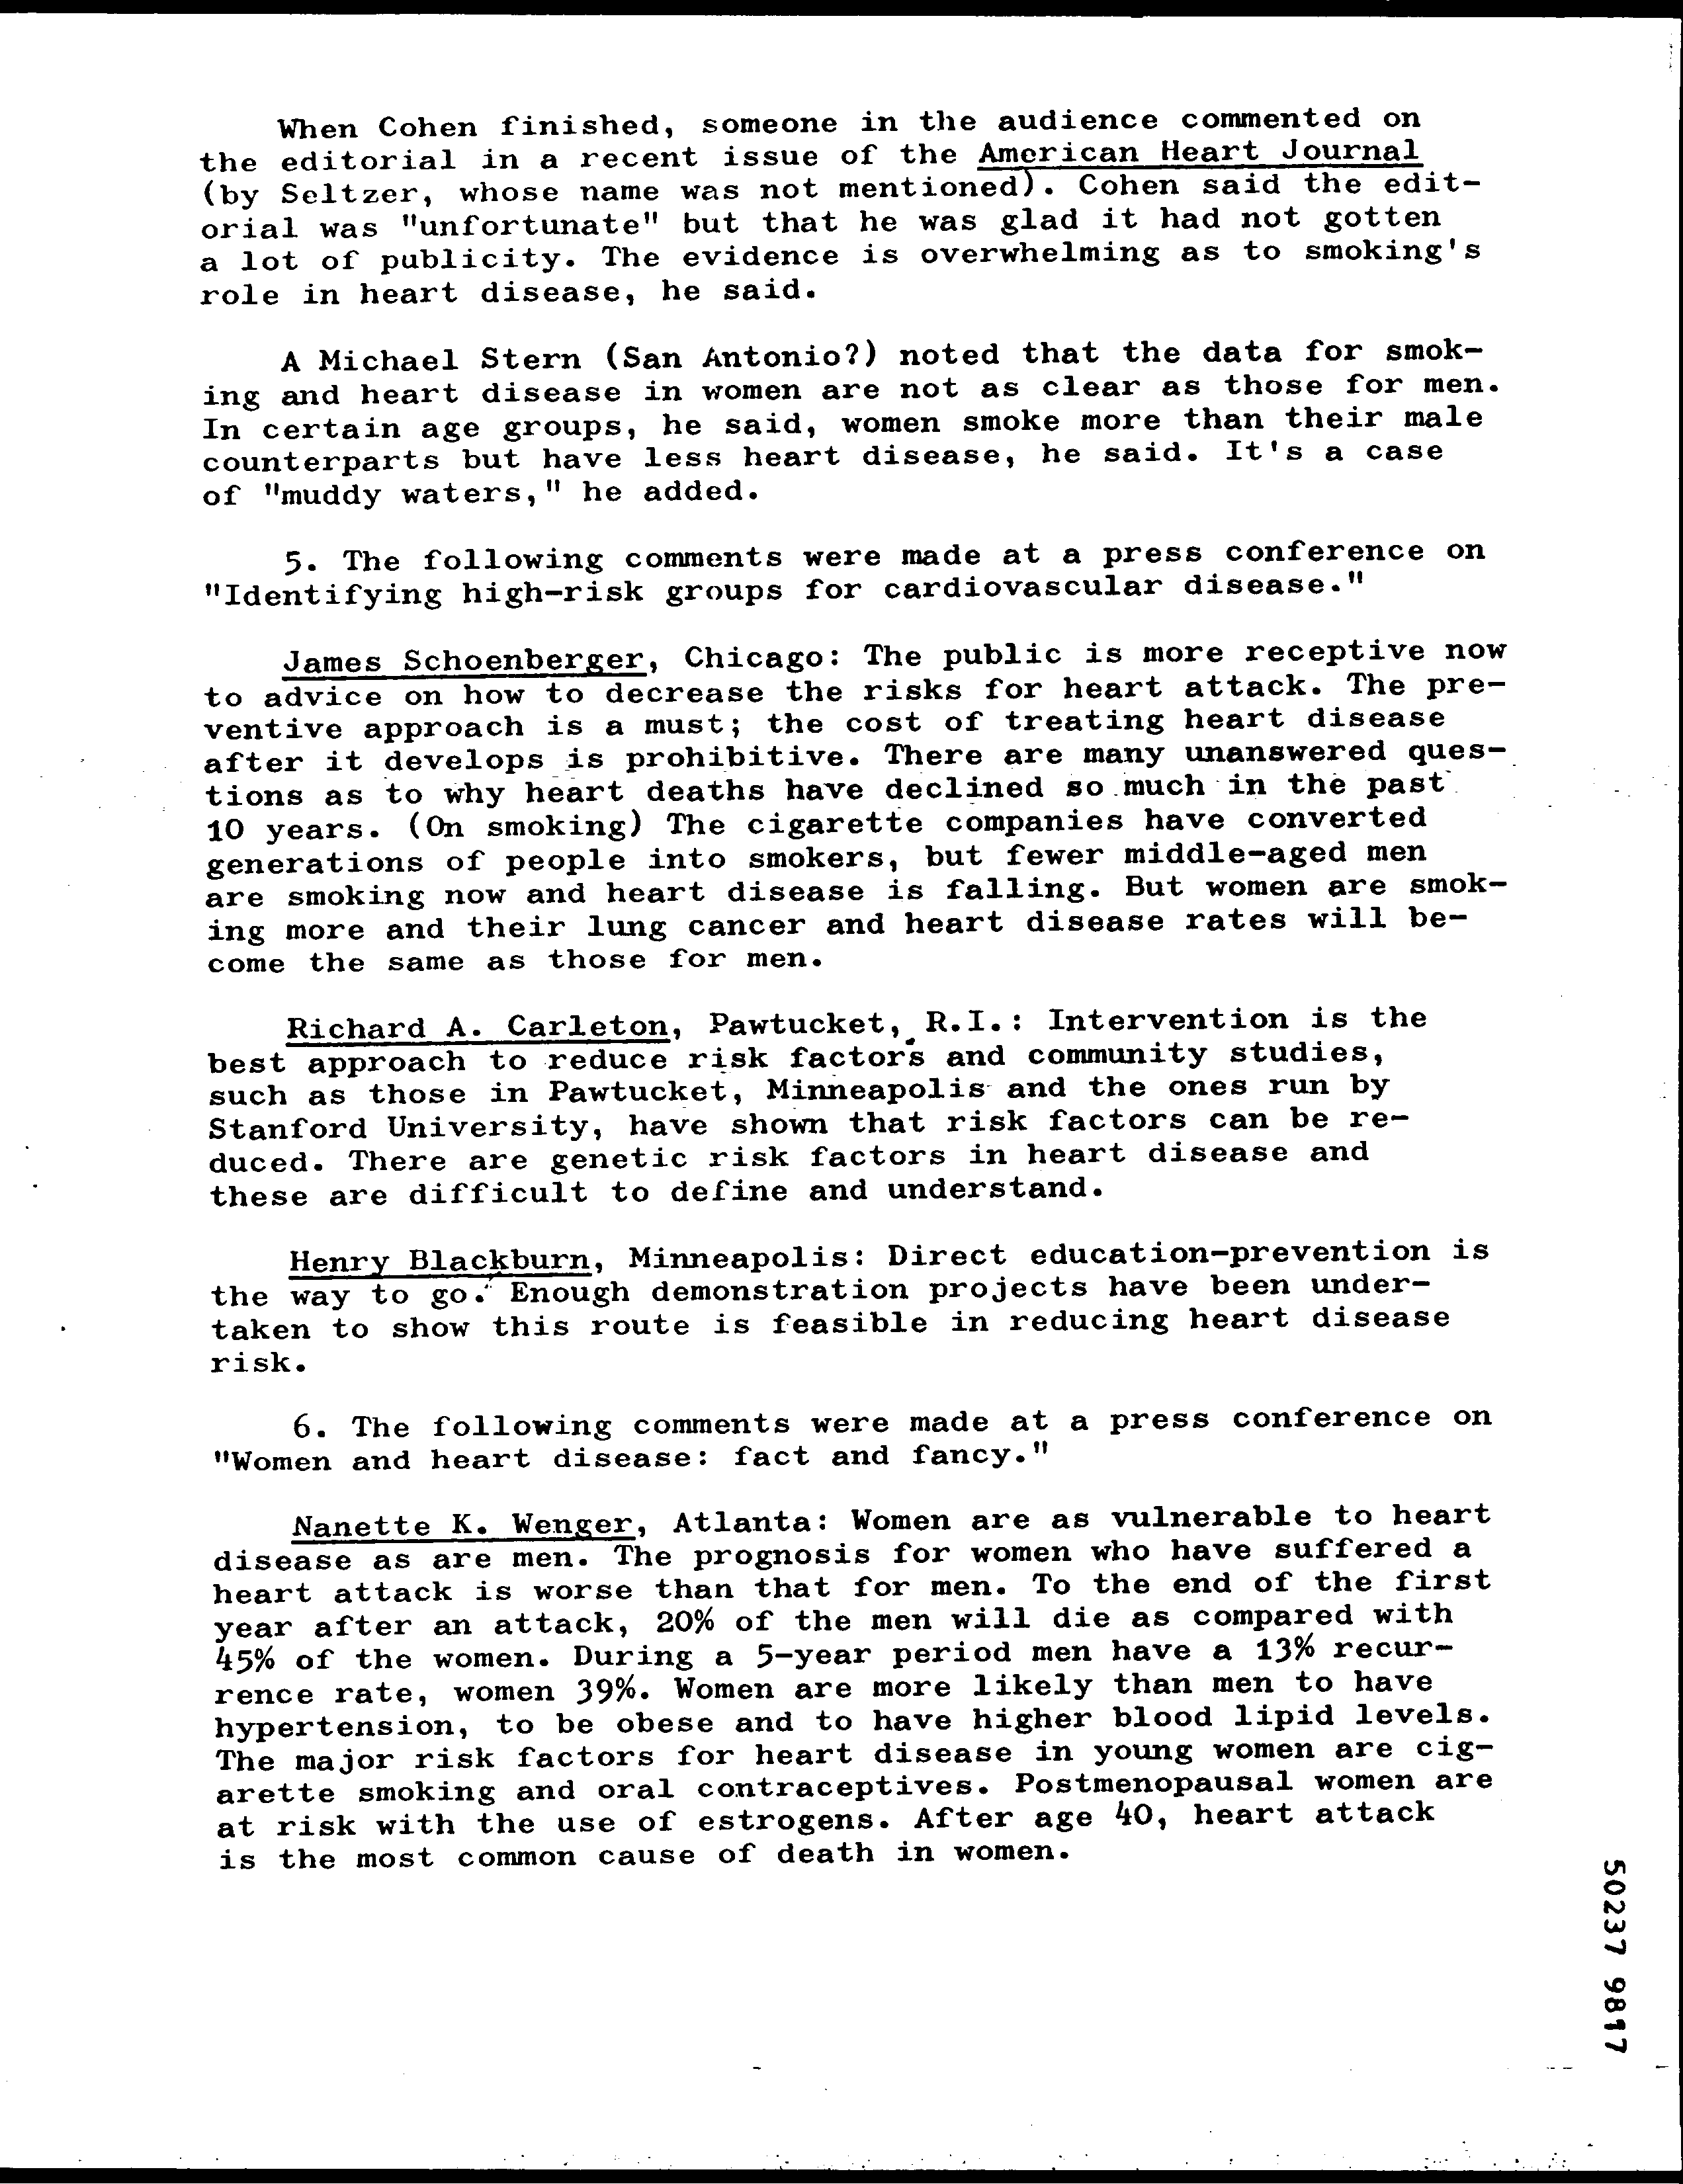 When Cohen finished, someone in the audience commented on
the editorial in a recent issue of the American Heart Journal
(by Seltzer, whose name was not mentioned). Cohen said the edit-
orial was "unfortunate" but that he was glad it had not gotten
a lot of publicity. The evidence is overwhelming as to smoking's
role in heart disease, he said.
A Michael Stern (San Antonio?) noted that the data for smok-
ing and heart disease in women are not as clear as those for men.
In certain age groups, he said, women smoke more than their male
counterparts but have less heart disease, he said. It's a case
of "muddy waters," he added.
5. The following comments were made at a press conference on
"Identifying high-risk groups for cardiovascular disease."
James Schoenberger, Chicago: The public is more receptive now
to advice on how to decrease the risks for heart attack. The pre-
ventive approach is a must; the cost of treating heart disease
after it develops is prohibitive. There are many unanswered ques-
tions as to why heart deaths have declined so much in the past
10 years. (On smoking) The cigarette companies have converted
generations of people into smokers, but fewer middle-aged men
are smoking now and heart disease is falling. But women are smok-
ing more and their lung cancer and heart disease rates will be-
come the same as those for men.
Richard A. Carleton, Pawtucket, R.I.: Intervention is the
best approach to reduce risk factors and community studies,
such as those in Pawtucket, Minneapolis and the ones run by
Stanford University, have shown that risk factors can be re-
duced. There are genetic risk factors in heart disease and
these are difficult to define and understand.
Henry Blackburn, Minneapolis: Direct education-prevention is
the way to go. Enough demonstration projects have been under-
taken to show this route is feasible in reducing heart disease
risk.
6. The following comments were made at a press conference on
"Women and heart disease: fact and fancy."
Nanette K. Wenger, Atlanta: Women are as vulnerable to heart
disease as are men. The prognosis for women who have suffered a
heart attack is worse than that for men. To the end of the first
year after an attack, 20% of the men will die as compared with
45% of the women. During a 5-year period men have a 13% recur-
rence rate, women 39%. Women are more likely than men to have
hypertension, to be obese and to have higher blood lipid levels.
The major risk factors for heart disease in young women are cig-
arette smoking and oral contraceptives. Postmenopausal women are
at risk with the use of estrogens. After age 40, heart attack
is the most common cause of death in women.
50237 9817